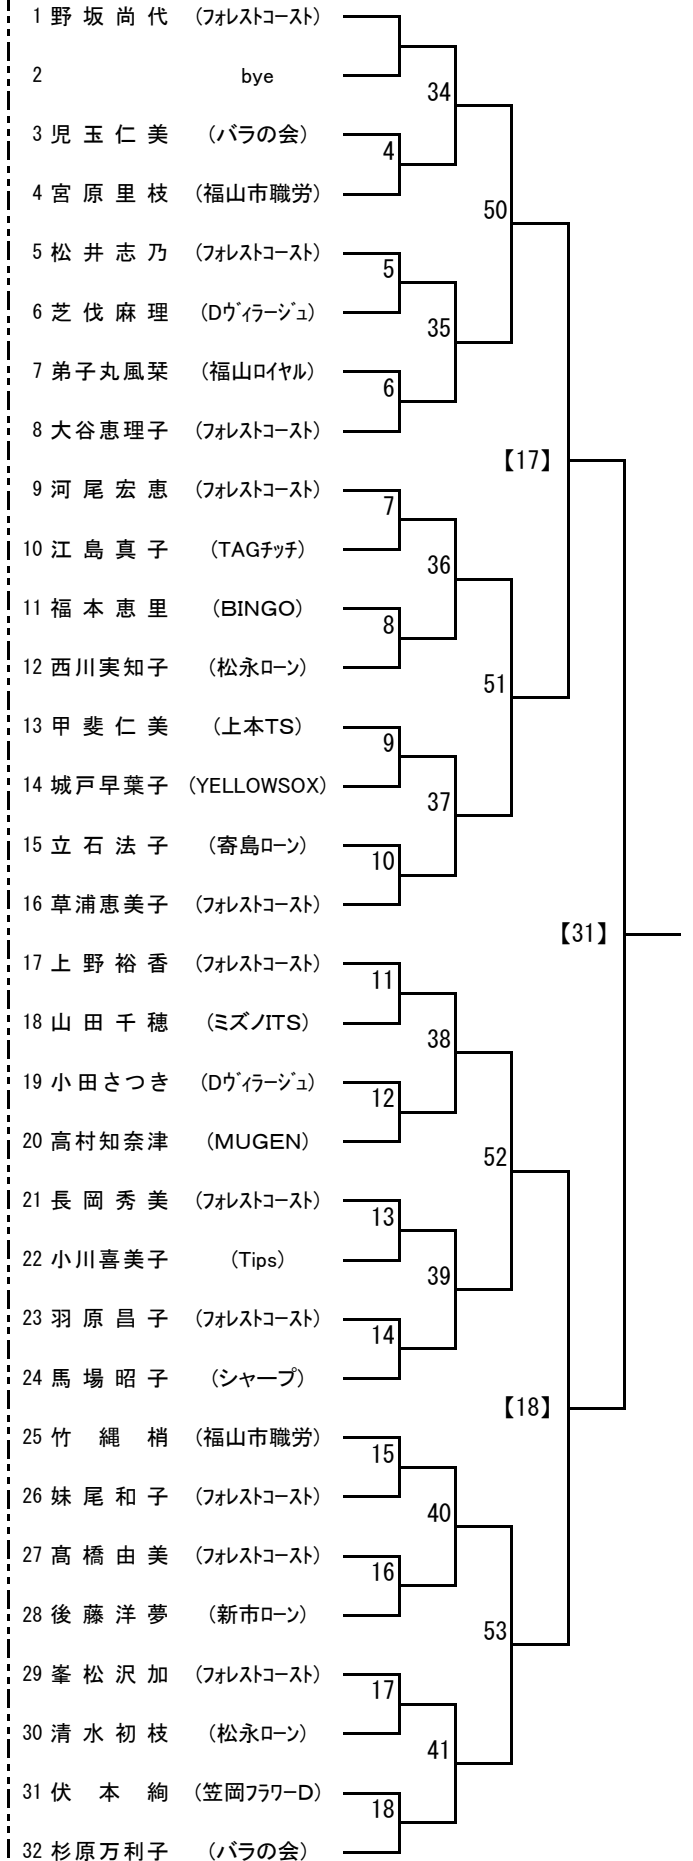 1 野坂尚代 (フォレストコースト)
2 bye
34
3 児玉仁美 (バラの会)
4
4 宮原里枝 (福山市職労)
50
5 松井志乃 (フォレストコースト)
5
6 芝伐麻理 (Dヴィラージュ)
35
7 弟子丸風栞 (福山ロイヤル)
6
8 大谷恵理子 (フォレストコースト)
【17】
9 河尾宏恵 (フォレストコースト)
7
10 江島真子 (TAGチッチ)
36
11 福本恵里 (BINGO)
8
12 西川実知子 (松永ローン)
51
13 甲斐仁美 (上本TS)
9
14 城戸早葉子 (YELLOWSOX)
37
15 立石法子 (寄島ローン)
10
16 草浦恵美子 (フォレストコースト)
【31】
17 上野裕香 (フォレストコースト)
11
18 山田千穂 (ミズノITS)
38
19 小田さつき (Dヴィラージュ)
12
20 高村知奈津 (MUGEN)
52
21 長岡秀美 (フォレストコースト)
13
22 小川喜美子 (Tips)
39
23 羽原昌子 (フォレストコースト)
14
24 馬場昭子 (シャープ)
【18】
25 竹縄梢 (福山市職労)
15
26 妹尾和子 (フォレストコースト)
40
27 髙橋由美 (フォレストコースト)
16
28 後藤洋夢 (新市ローン)
53
29 峯松沢加 (フォレストコースト)
17
30 清水初枝 (松永ローン)
41
31 伏本絢 (笠岡フラワーD)
18
32 杉原万利子 (バラの会)